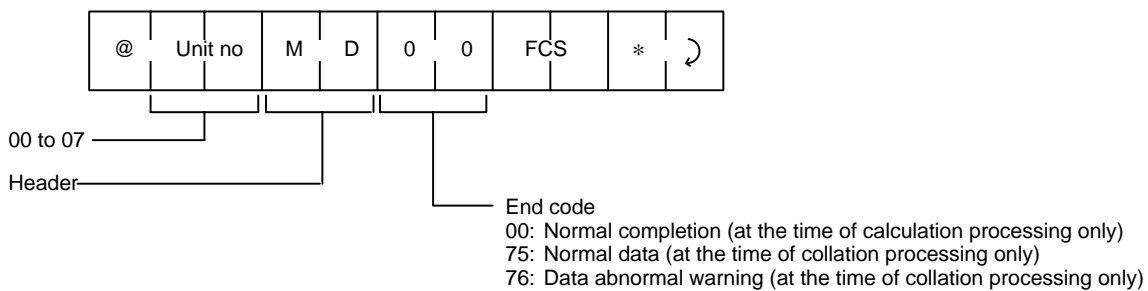 @ Unit no M D 0 0 FCS *
00 to 07
Header
End code
00: Normal completion (at the time of calculation processing only)
75: Normal data (at the time of collation processing only)
76: Data abnormal warning (at the time of collation processing only)